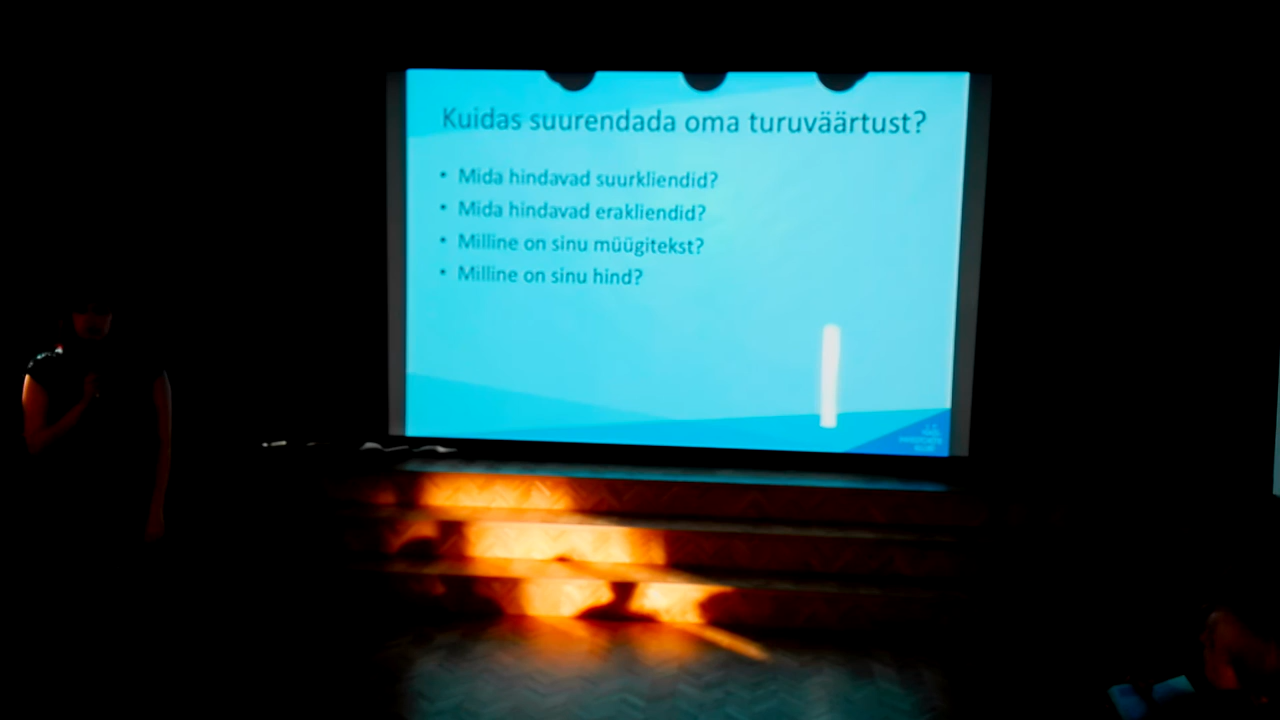 Kuidas suurendada oma turuväärtust?
• Mida hindavad suurkliendid?
• Mida hindavad erakliendid?
• Milline on sinu müügitekst?
• Milline on sinu hind?